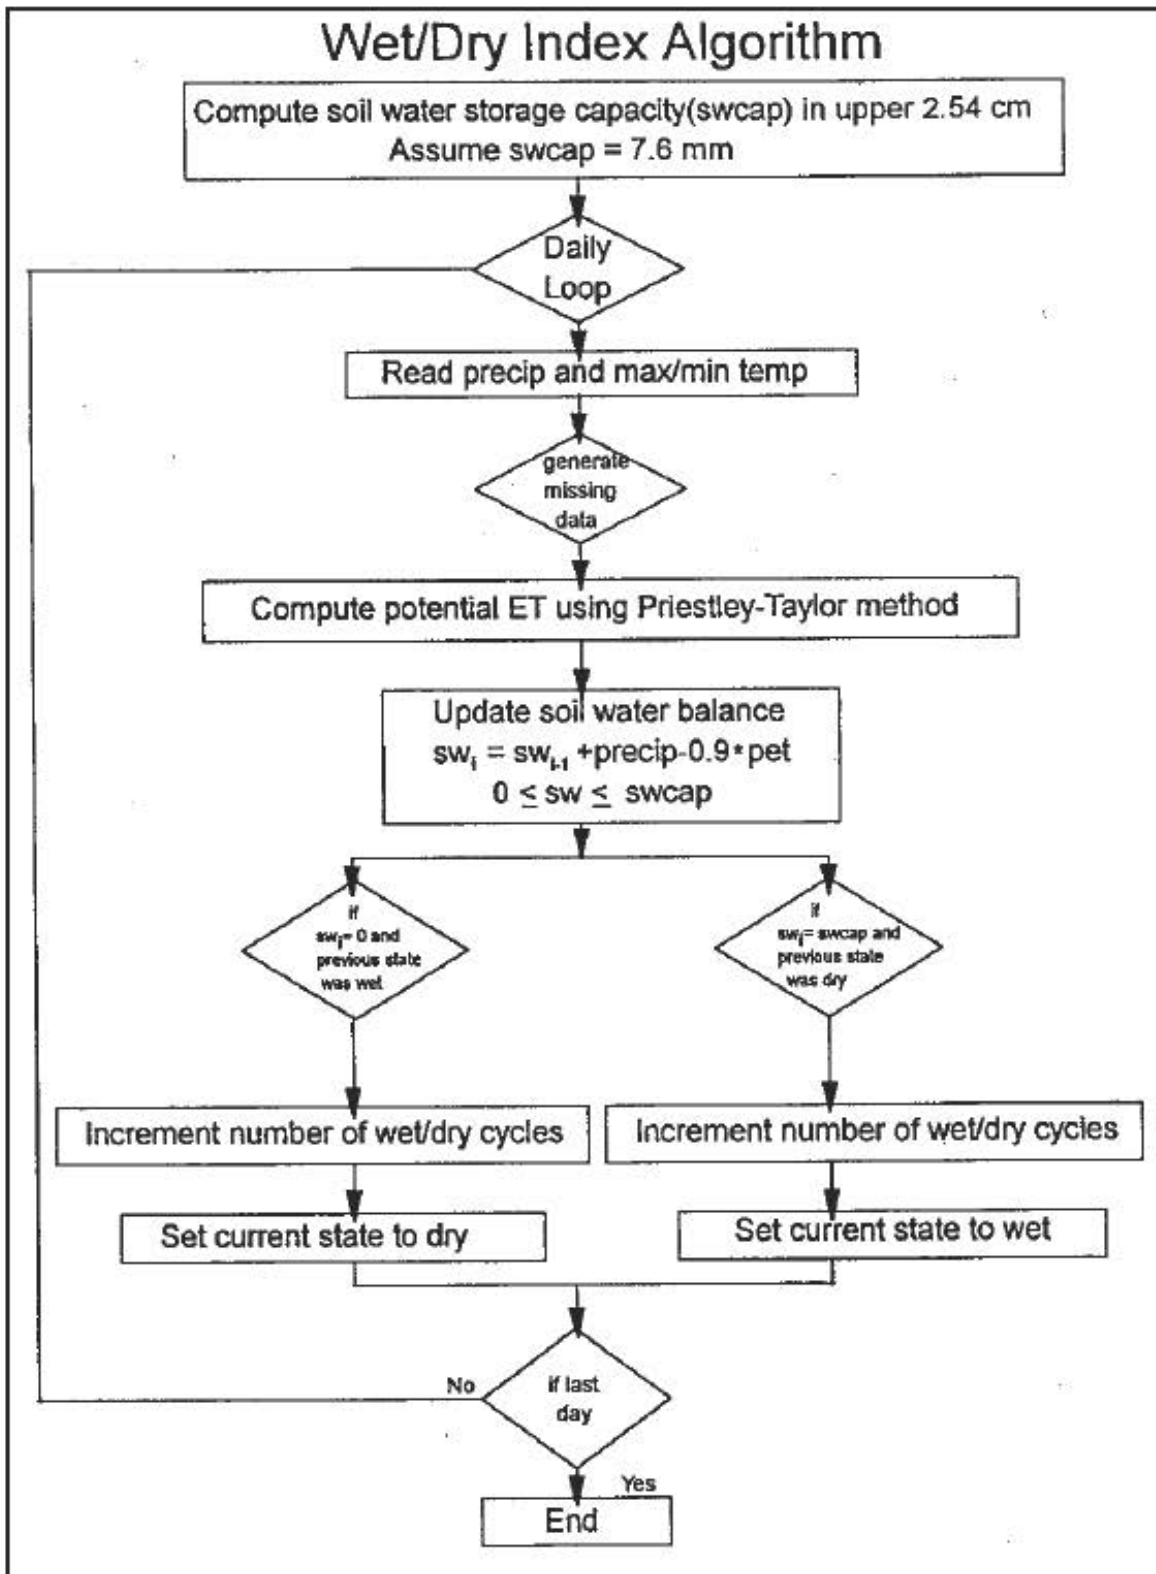 Wet/Dry Index Algorithm
Compute soil water storage capacity(swcap) in upper 2.54 cm
Assume swcap = 7.6 mm
Daily
Loop
Read precip and max/min temp
generate
missing
data
Compute potential ET using Priestley-Taylor method
Update soil water balance
swᵢ = swᵢ₋₁ +precip-0.9*pet
0 ≤ sw ≤ swcap
if
swᵢ= 0 and
previous state
was wet
if
swᵢ= swcap and
previous state
was dry
Increment number of wet/dry cycles
Increment number of wet/dry cycles
Set current state to dry
Set current state to wet
No
if last
day
Yes
End